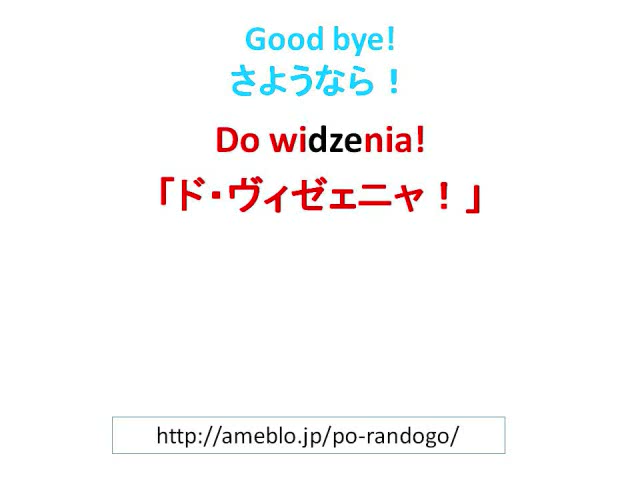 Good bye!
さようなら！
Do widzenia!
「ド・ヴィゼェニャ！」
http://ameblo.jp/po-randogo/